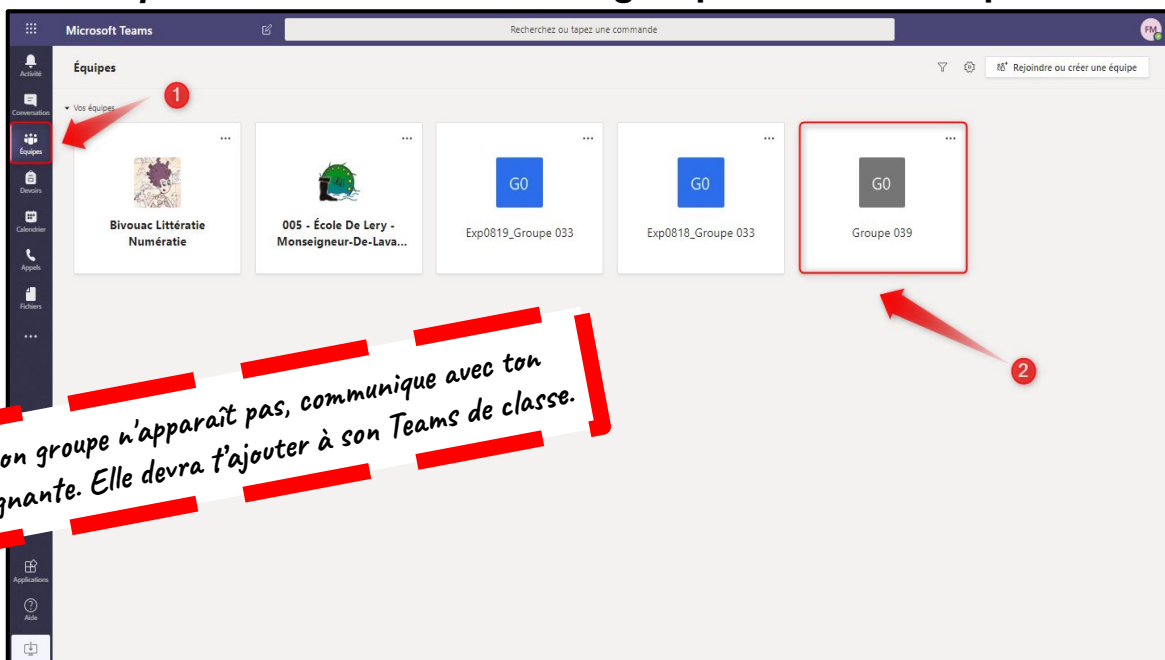 Microsoft Teams
Recherchez ou tapez une commande
FM
Activité
Conversation
Équipes
Devoirs
Calendrier
Appels
Fichiers
Applications
Aide
Équipes
Rejoindre ou créer une équipe
Vos équipes
1
Bivouac Littératie
Numératie
005 - École De Lery -
Monseigneur-De-Lava...
G0
Exp0819_Groupe 033
G0
Exp0818_Groupe 033
G0
Groupe 039
2
on groupe n'apparaît pas, communique avec ton
gnante. Elle devra t'ajouter à son Teams de classe.